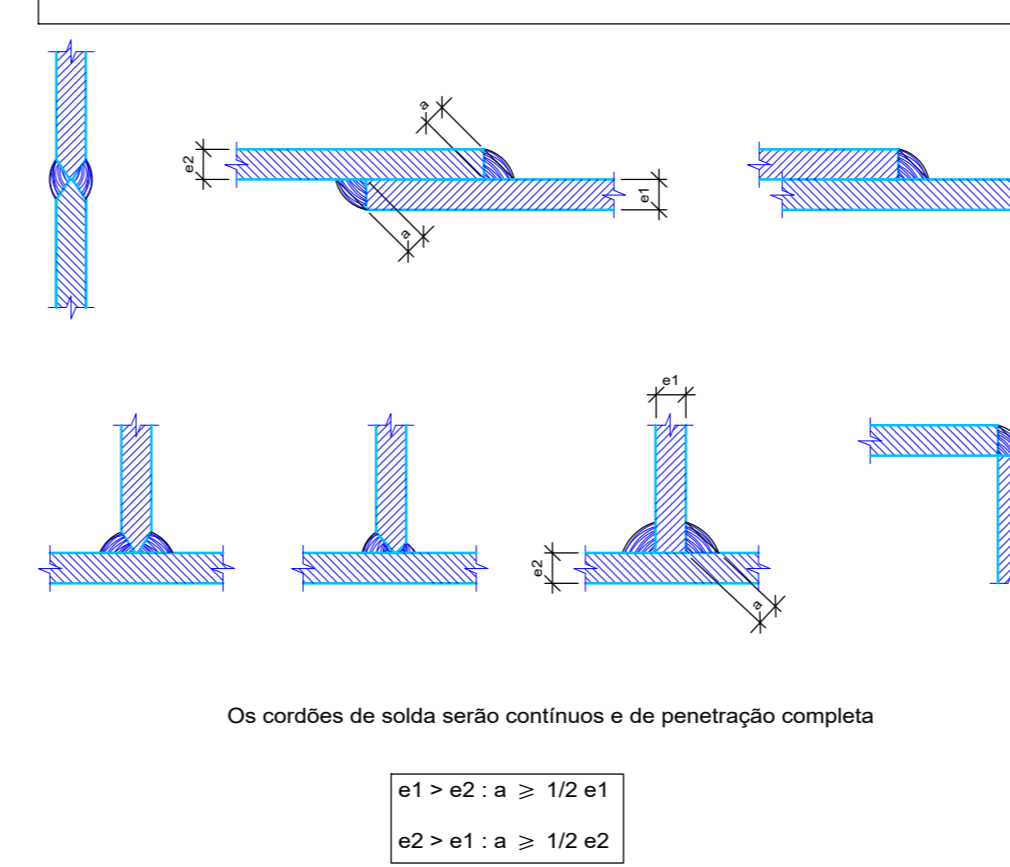 a
e2
e1
a
e1
e2
a
Os cordões de solda serão contínuos e de penetração completa
e1 > e2 : a ⩾ 1/2 e1
e2 > e1 : a ⩾ 1/2 e2